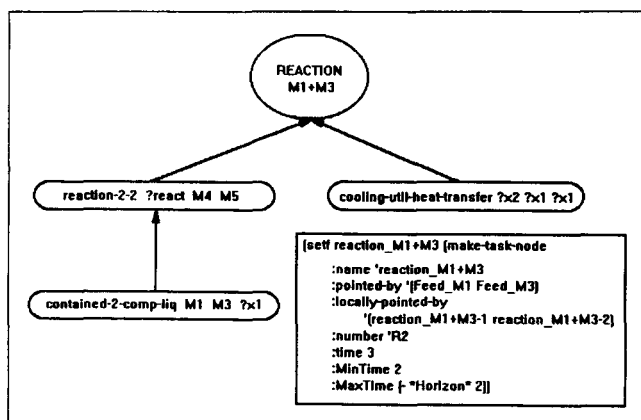 REACTION
M1+M3
reaction-2-2 ?react M4 M5
cooling-util-heat-transfer ?x2 ?x1 ?x1
contained-2-comp-liq M1 M3 ?x1
(setf reaction_M1+M3 (make-task-node
:name 'reaction_M1+M3
:pointed-by '(Feed_M1 Feed_M3)
:locally-pointed-by
'(reaction_M1+M3-1 reaction_M1+M3-2)
:number 'R2
:time 3
:MinTime 2
:MaxTime (- *Horizon* 2))